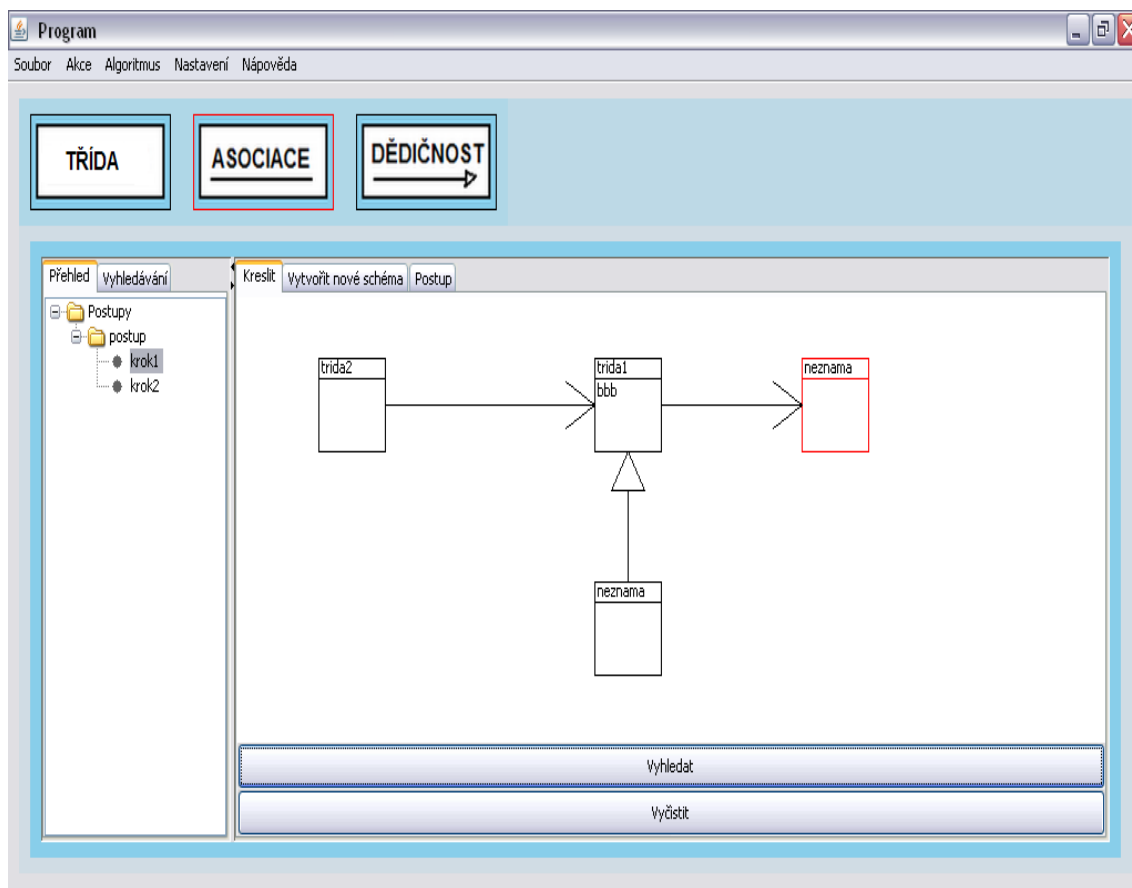 Program
Soubor Akce Algoritmus Nastavení Nápověda
TŘÍDA
ASOCIACE
DĚDIČNOST
Přehled Vyhledávání
Postupy
postup
krok1
krok2
Kreslit Vytvořit nové schéma Postup
trida2
trida1
bbb
neznama
neznama
Vyhledat
Vyčistit